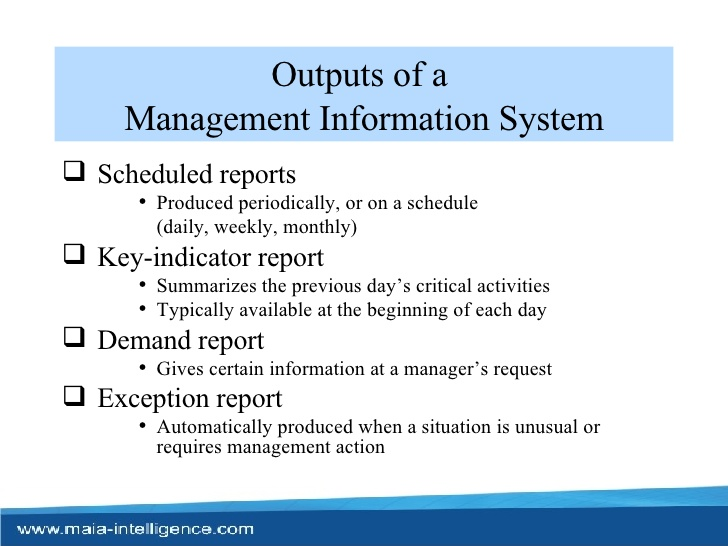 Outputs of a
Management Information System
❑ Scheduled reports
• Produced periodically, or on a schedule
(daily, weekly, monthly)
❑ Key-indicator report
• Summarizes the previous day’s critical activities
• Typically available at the beginning of each day
❑ Demand report
• Gives certain information at a manager’s request
❑ Exception report
• Automatically produced when a situation is unusual or
requires management action
www.maia-intelligence.com